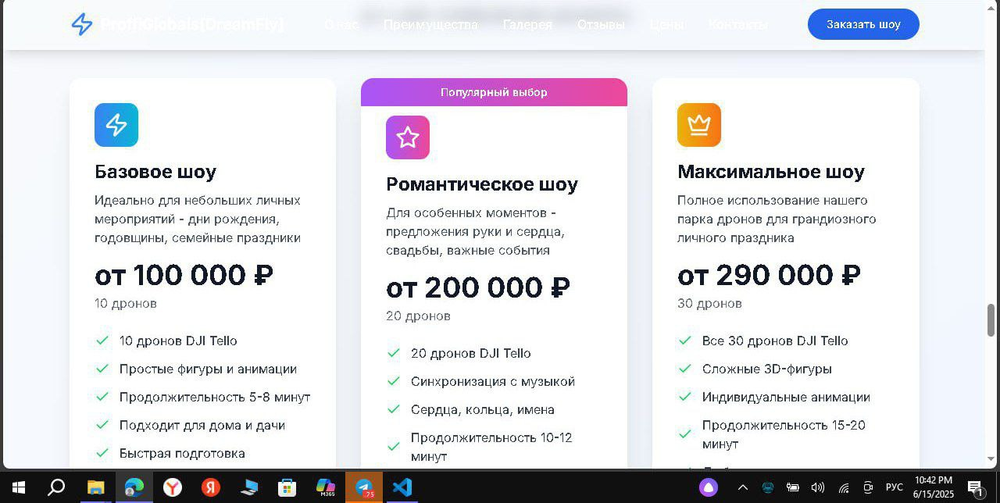 Profi.Globals[DreamFly] О нас Преимущества Галерея Отзывы Цены Контакты Заказать шоу
Базовое шоу
Идеально для небольших личных
мероприятий - дни рождения,
годовщины, семейные праздники
от 100 000 ₽
10 дронов
10 дронов DJI Tello
Простые фигуры и анимации
Продолжительность 5-8 минут
Подходит для дома и дачи
Быстрая подготовка
Популярный выбор
Романтическое шоу
Для особенных моментов -
предложения руки и сердца,
свадьбы, важные события
от 200 000 ₽
20 дронов
20 дронов DJI Tello
Синхронизация с музыкой
Сердца, кольца, имена
Продолжительность 10-12
минут
Максимальное шоу
Полное использование нашего
парка дронов для грандиозного
личного праздника
от 290 000 ₽
30 дронов
Все 30 дронов DJI Tello
Сложные 3D-фигуры
Индивидуальные анимации
Продолжительность 15-20
минут
M365
.75
РУС
10:42 PM
6/15/2025
1